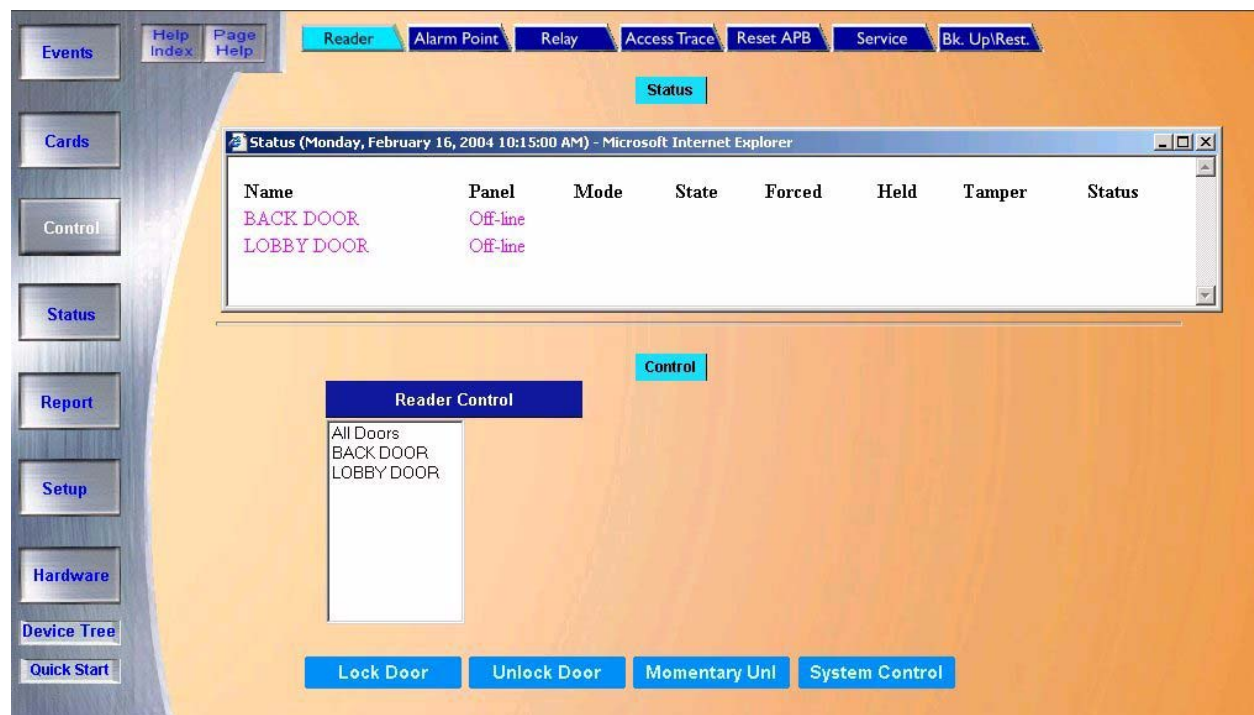 Events
Help Index
Page Help
Reader
Alarm Point
Relay
Access Trace
Reset APB
Service
Bk. Up\Rest.
Status
Cards
Control
Status
Report
Setup
Hardware
Device Tree
Quick Start
Status (Monday, February 16, 2004 10:15:00 AM) - Microsoft Internet Explorer
Name Panel Mode State Forced Held Tamper Status
BACK DOOR Off-line
LOBBY DOOR Off-line
Control
Reader Control
All Doors
BACK DOOR
LOBBY DOOR
Lock Door
Unlock Door
Momentary Unl
System Control